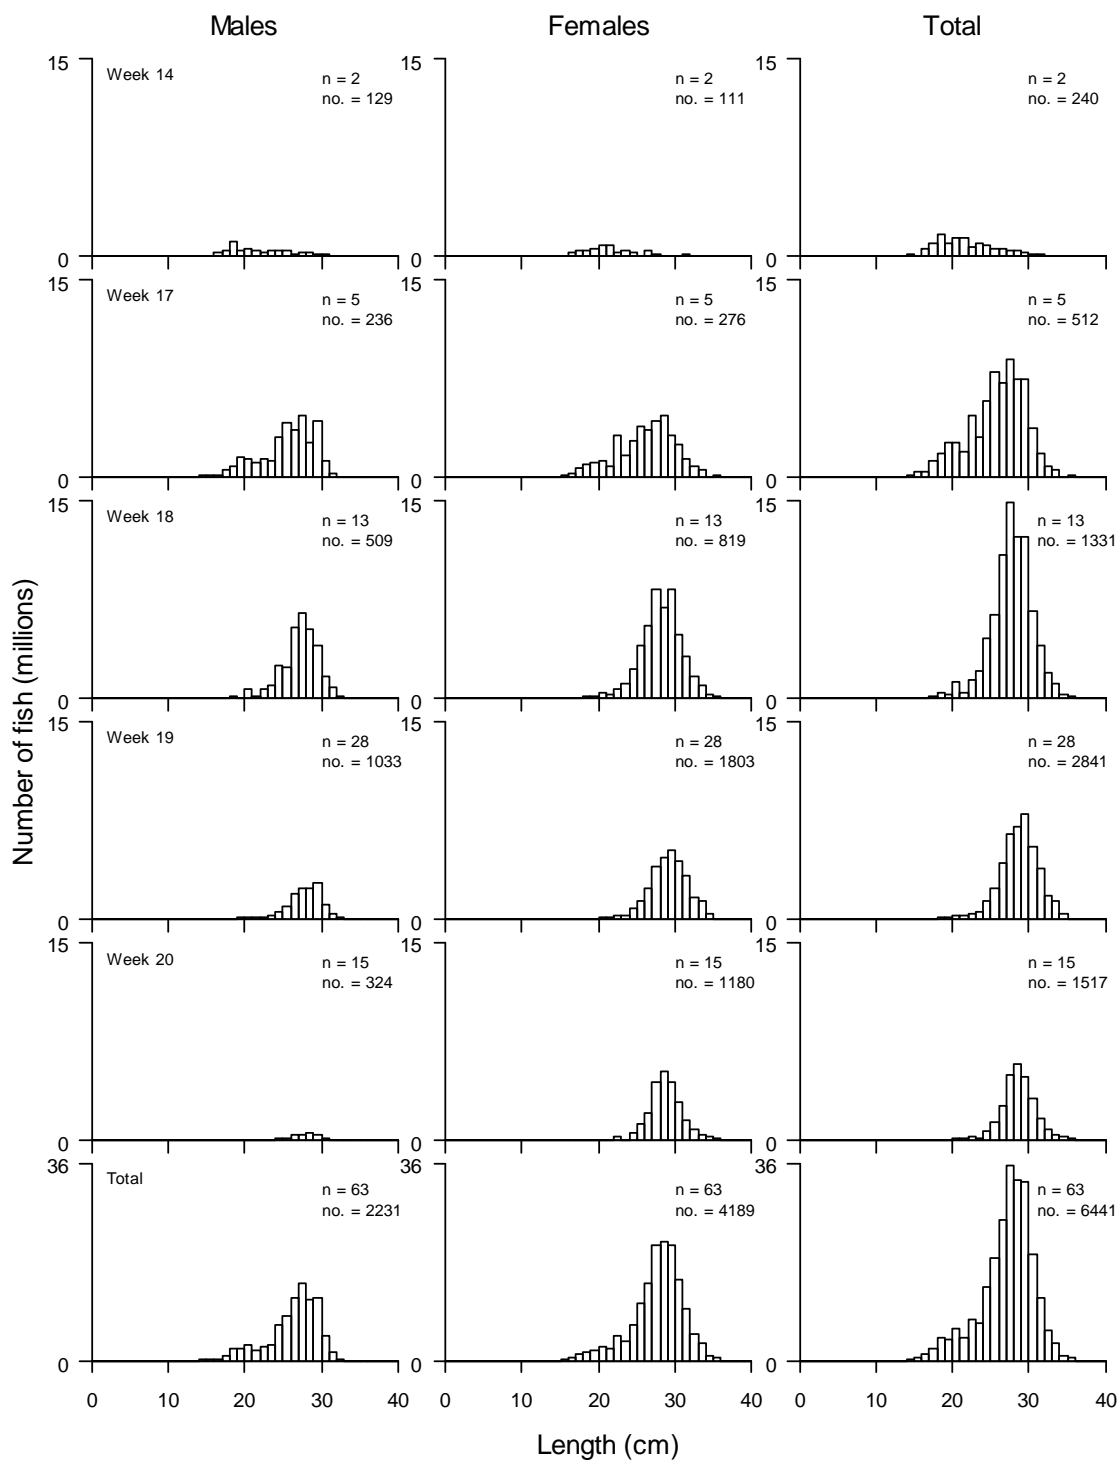 Males Females Total
15 15 15
Week 14 n = 2 n = 2 n = 2
no. = 129 no. = 111 no. = 240
0 0 0
15 15 15
Week 17 n = 5 n = 5 n = 5
no. = 236 no. = 276 no. = 512
0 0 0
15 15 15
Week 18 n = 13 n = 13 n = 13
no. = 509 no. = 819 no. = 1331
0 0 0
15 15 15
Week 19 n = 28 n = 28 n = 28
no. = 1033 no. = 1803 no. = 2841
0 0 0
15 15 15
Week 20 n = 15 n = 15 n = 15
no. = 324 no. = 1180 no. = 1517
0 0 0
36 36 36
Total n = 63 n = 63 n = 63
no. = 2231 no. = 4189 no. = 6441
0 0 0
0 10 20 30 40 0 10 20 30 40 0 10 20 30 40
Length (cm)
Number of fish (millions)